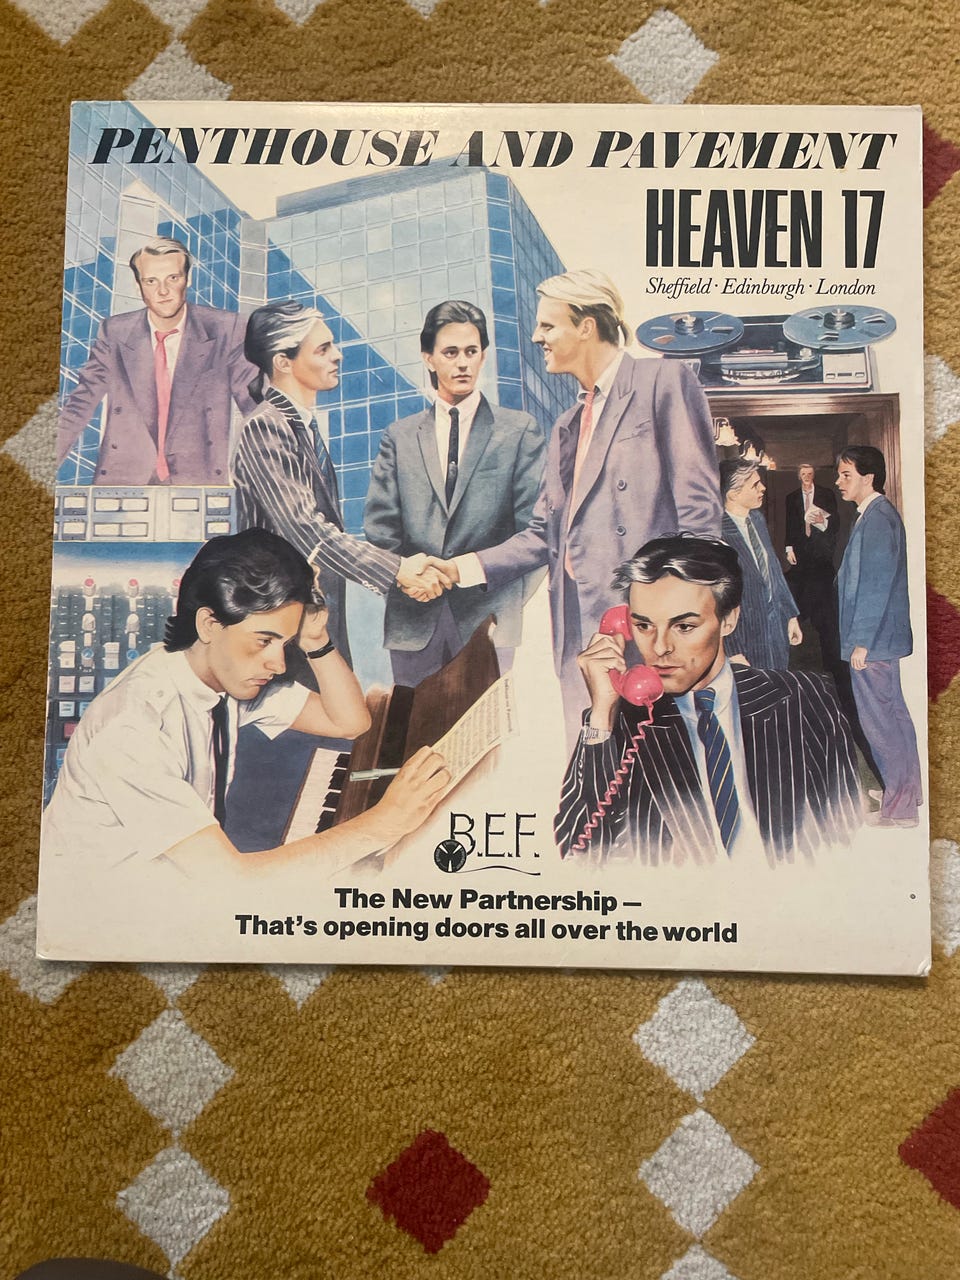 PENTHOUSE AND PAVEMENT
HEAVEN 17
Sheffield · Edinburgh · London
B.E.F.
The New Partnership –
That's opening doors all over the world